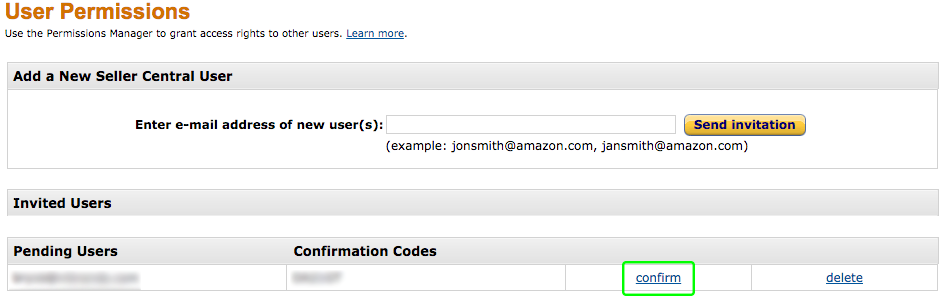 User Permissions
Use the Permissions Manager to grant access rights to other users. Learn more.
Add a New Seller Central User
Enter e-mail address of new user(s):
Send invitation
(example: jonsmith@amazon.com, jansmith@amazon.com)
Invited Users
Pending Users Confirmation Codes
confirm delete